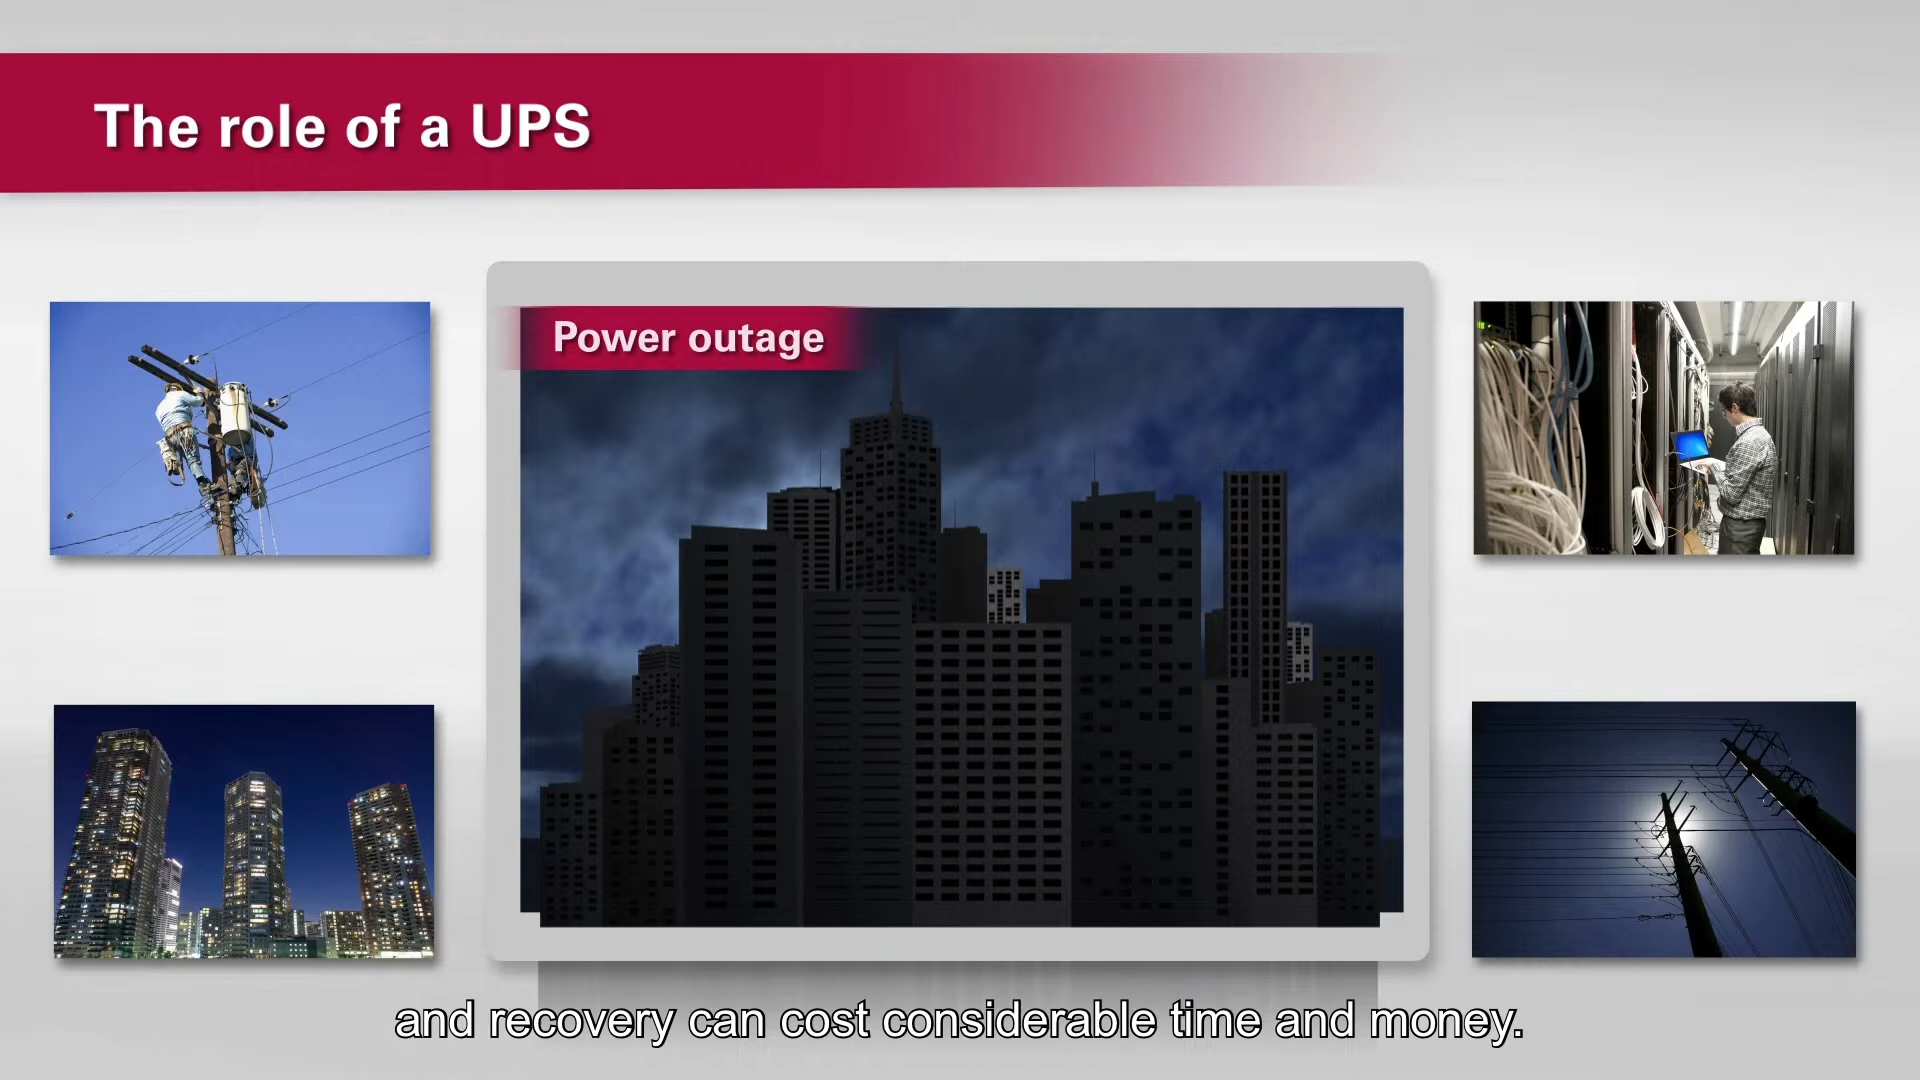 The role of a UPS
Power outage
and recovery can cost considerable time and money.